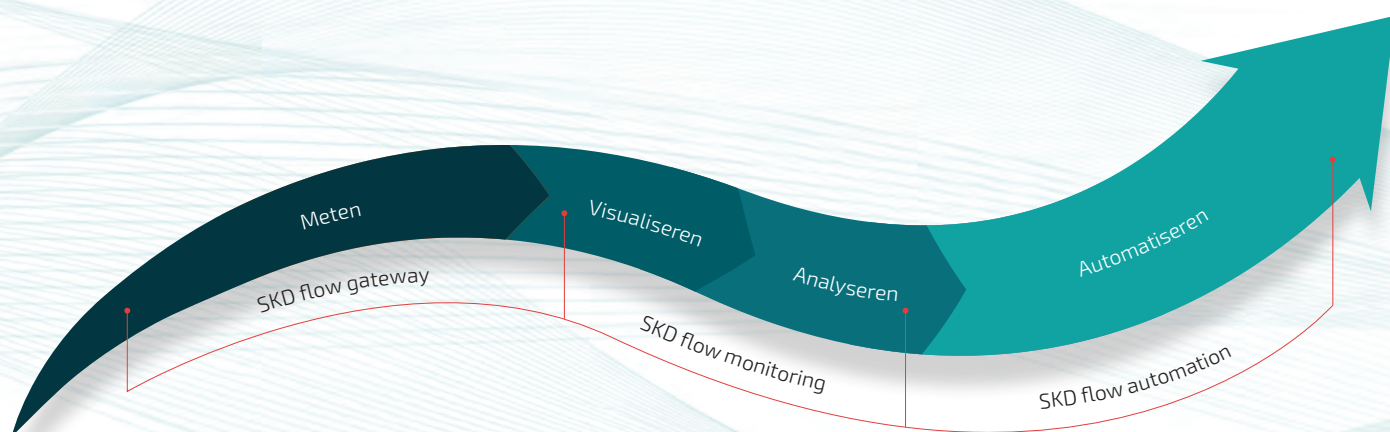 Meten
Visualiseren
Analyseren
Automatiseren
SKD flow gateway
SKD flow monitoring
SKD flow automation